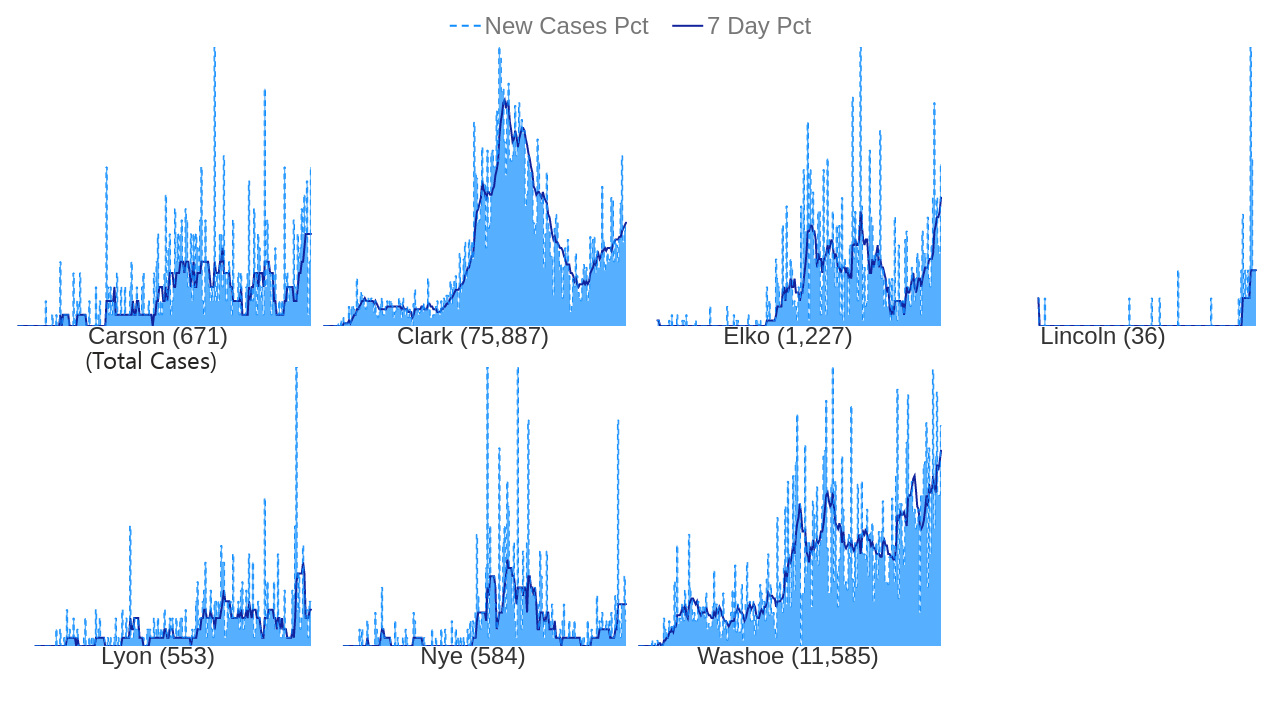 New Cases Pct 7 Day Pct
Carson (671) Clark (75,887) Elko (1,227) Lincoln (36)
(Total Cases)
Lyon (553) Nye (584) Washoe (11,585)